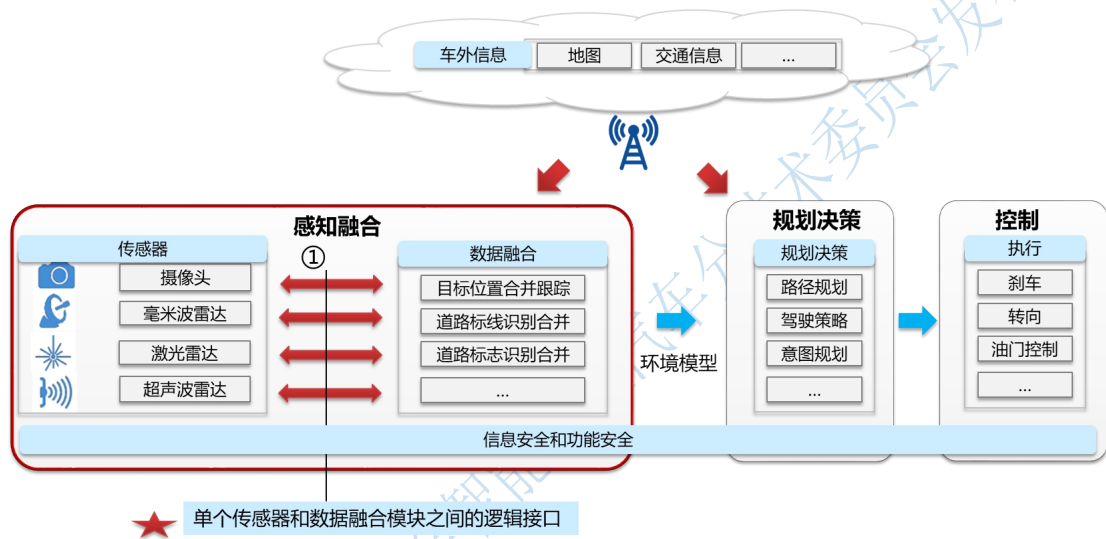 车外信息
地图
交通信息
...
感知融合
传感器
①
摄像头
毫米波雷达
激光雷达
超声波雷达
数据融合
目标位置合并跟踪
道路标线识别合并
道路标志识别合并
...
环境模型
规划决策
规划决策
路径规划
驾驶策略
意图规划
...
控制
执行
刹车
转向
油门控制
...
信息安全和功能安全
单个传感器和数据融合模块之间的逻辑接口